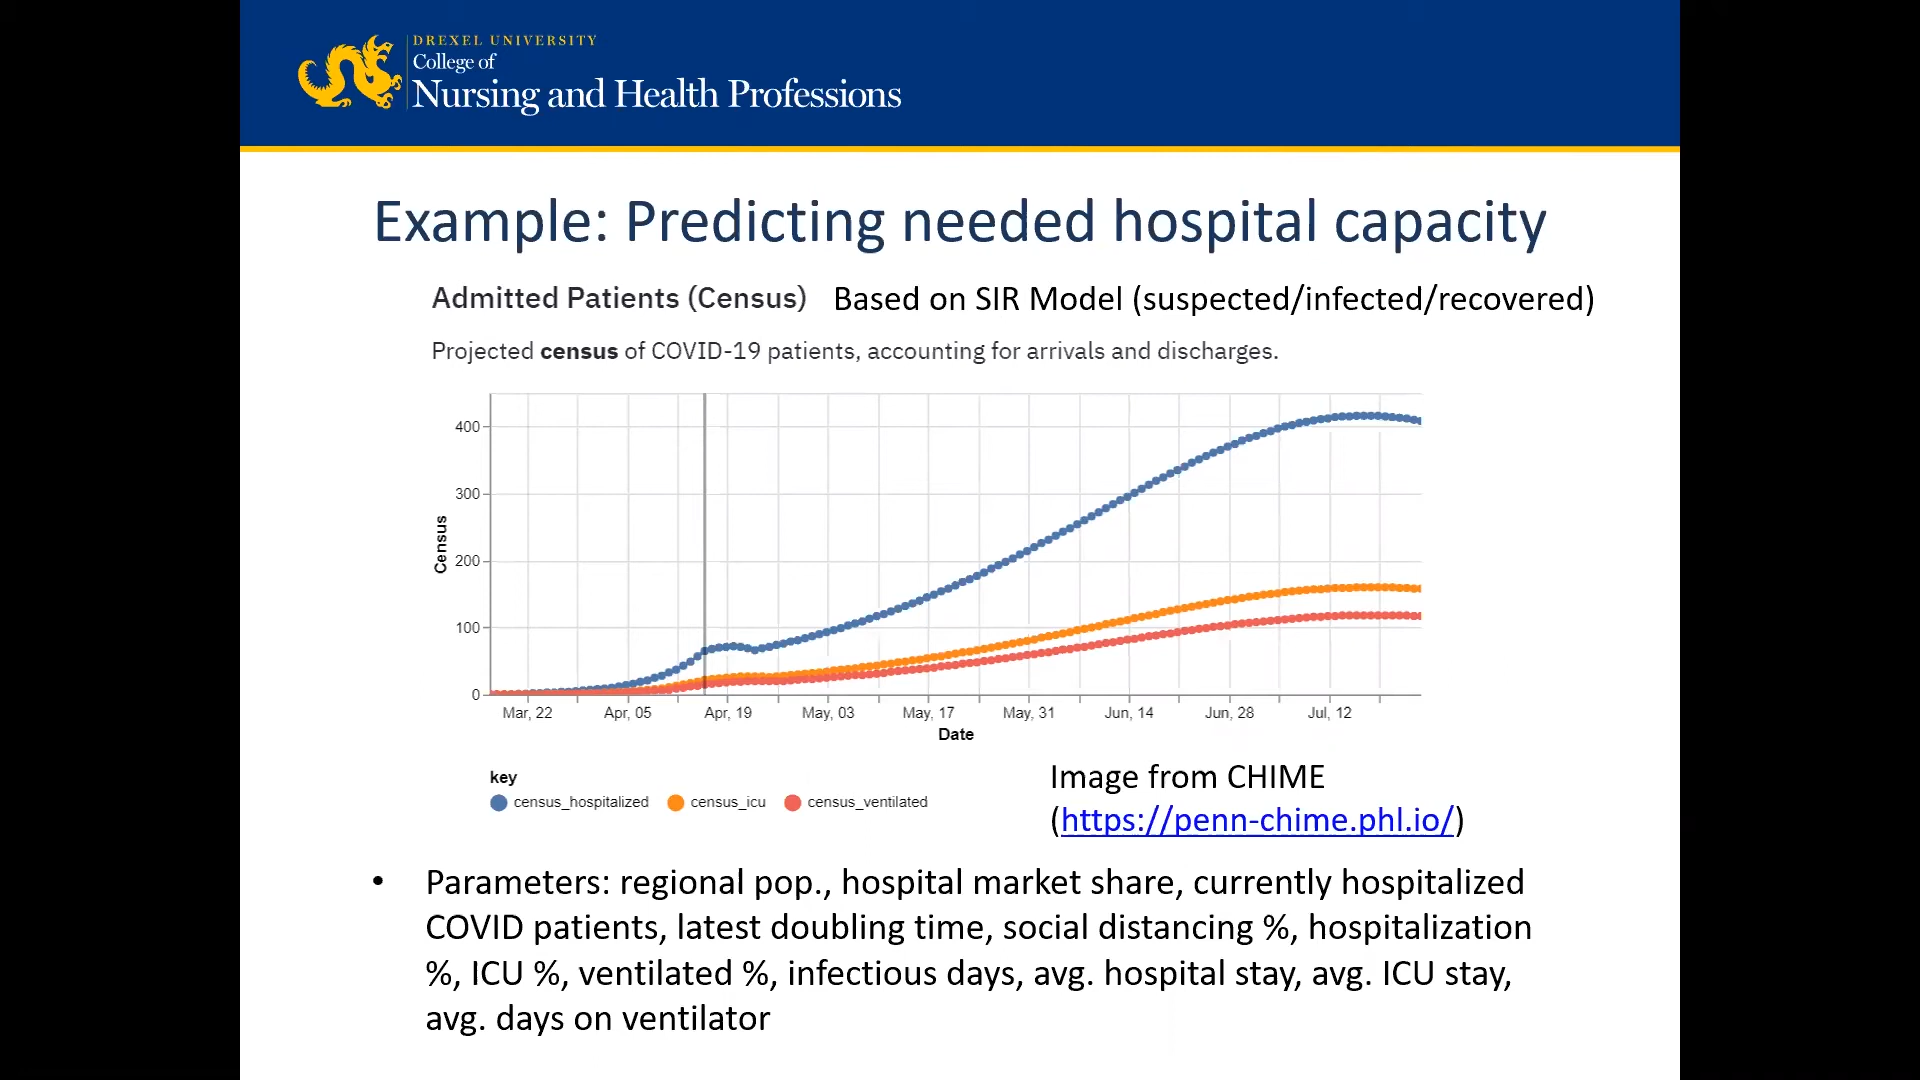 DREXEL UNIVERSITY
College of
Nursing and Health Professions
Example: Predicting needed hospital capacity
Admitted Patients (Census) Based on SIR Model (suspected/infected/recovered)
Projected census of COVID-19 patients, accounting for arrivals and discharges.
400
300
200
100
0
Census
Mar, 22 Apr, 05 Apr, 19 May, 03 May, 17 May, 31 Jun, 14 Jun, 28 Jul, 12
Date
key
census_hospitalized census_icu census_ventilated
Image from CHIME
(https://penn-chime.phl.io/)
• Parameters: regional pop., hospital market share, currently hospitalized
COVID patients, latest doubling time, social distancing %, hospitalization
%, ICU %, ventilated %, infectious days, avg. hospital stay, avg. ICU stay,
avg. days on ventilator